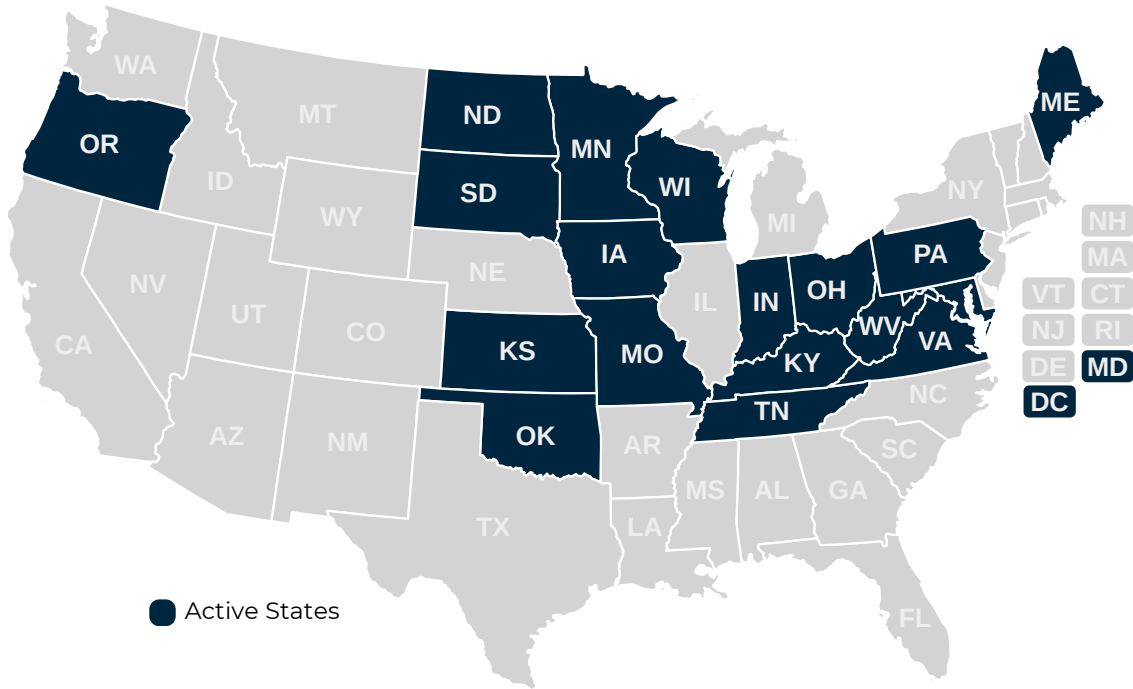 WA
OR
CA
NV
ID
MT
WY
UT
CO
AZ
NM
ND
SD
NE
KS
OK
TX
MN
IA
MO
AR
LA
WI
IL
MI
IN
OH
KY
TN
MS
AL
GA
FL
SC
NC
VA
WV
PA
NY
ME
NH
MA
VT CT
NJ RI
DE MD
DC
Active States